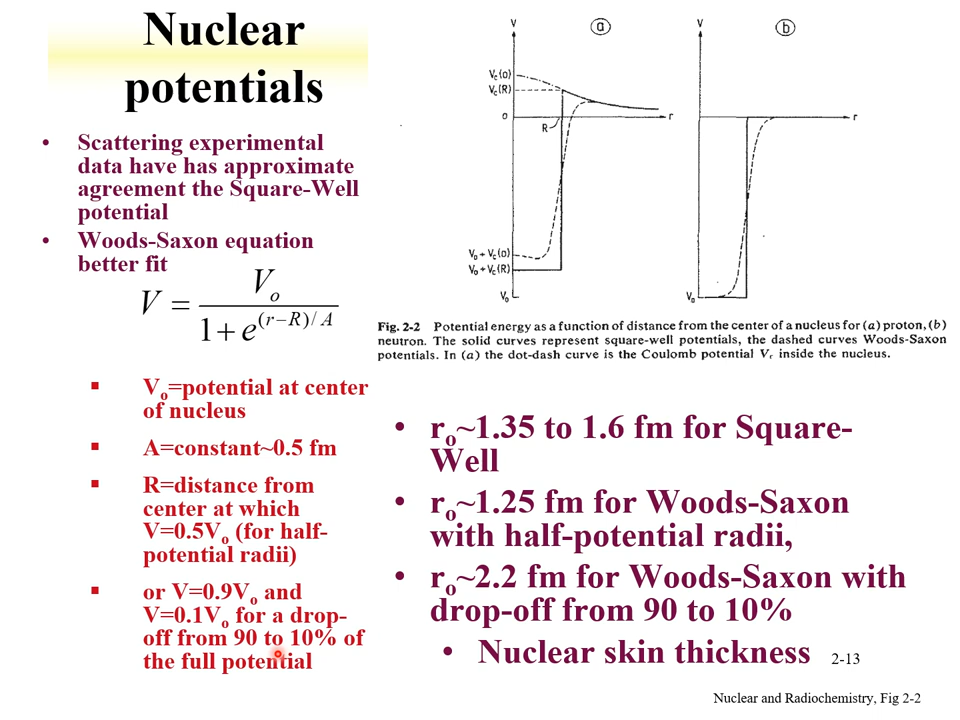 Nuclear
potentials
• Scattering experimental
data have has approximate
agreement the Square-Well
potential
• Woods-Saxon equation
better fit
V = Vo / 1 + e^(r−R)/A
▪ Vo=potential at center
of nucleus
▪ A=constant~0.5 fm
▪ R=distance from
center at which
V=0.5Vo (for half-
potential radii)
▪ or V=0.9Vo and
V=0.1Vo for a drop-
off from 90 to 10% of
the full potential
V
a
Vc(o)
Vc(R)
o
R
r
Vo + Vc(o)
Vo + Vc(R)
Vo
V
b
r
Vo
Fig. 2-2 Potential energy as a function of distance from the center of a nucleus for (a) proton, (b)
neutron. The solid curves represent square-well potentials, the dashed curves Woods-Saxon
potentials. In (a) the dot-dash curve is the Coulomb potential Vc inside the nucleus.
• ro~1.35 to 1.6 fm for Square-
Well
• ro~1.25 fm for Woods-Saxon
with half-potential radii,
• ro~2.2 fm for Woods-Saxon with
drop-off from 90 to 10%
• Nuclear skin thickness
2-13
Nuclear and Radiochemistry, Fig 2-2